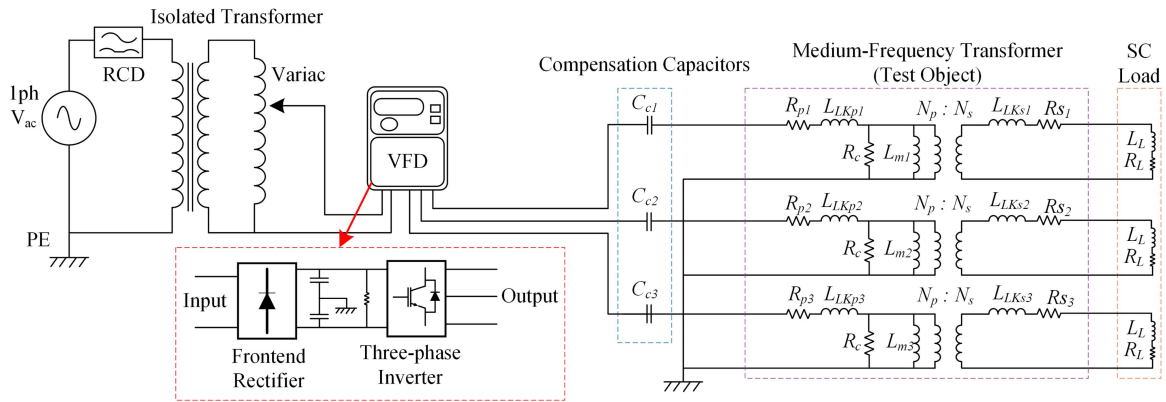 Isolated Transformer
RCD
Variac
1ph
V_ac
PE
VFD
Input
Output
Frontend
Rectifier
Three-phase
Inverter
Compensation Capacitors
C_c1
C_c2
C_c3
Medium-Frequency Transformer
(Test Object)
SC
Load
R_p1 L_LKp1 N_p : N_s L_LKs1 Rs_1
R_c L_m1
L_L
R_L
R_p2 L_LKp2 N_p : N_s L_LKs2 Rs_2
R_c L_m2
L_L
R_L
R_p3 L_LKp3 N_p : N_s L_LKs3 Rs_3
R_c L_m3
L_L
R_L